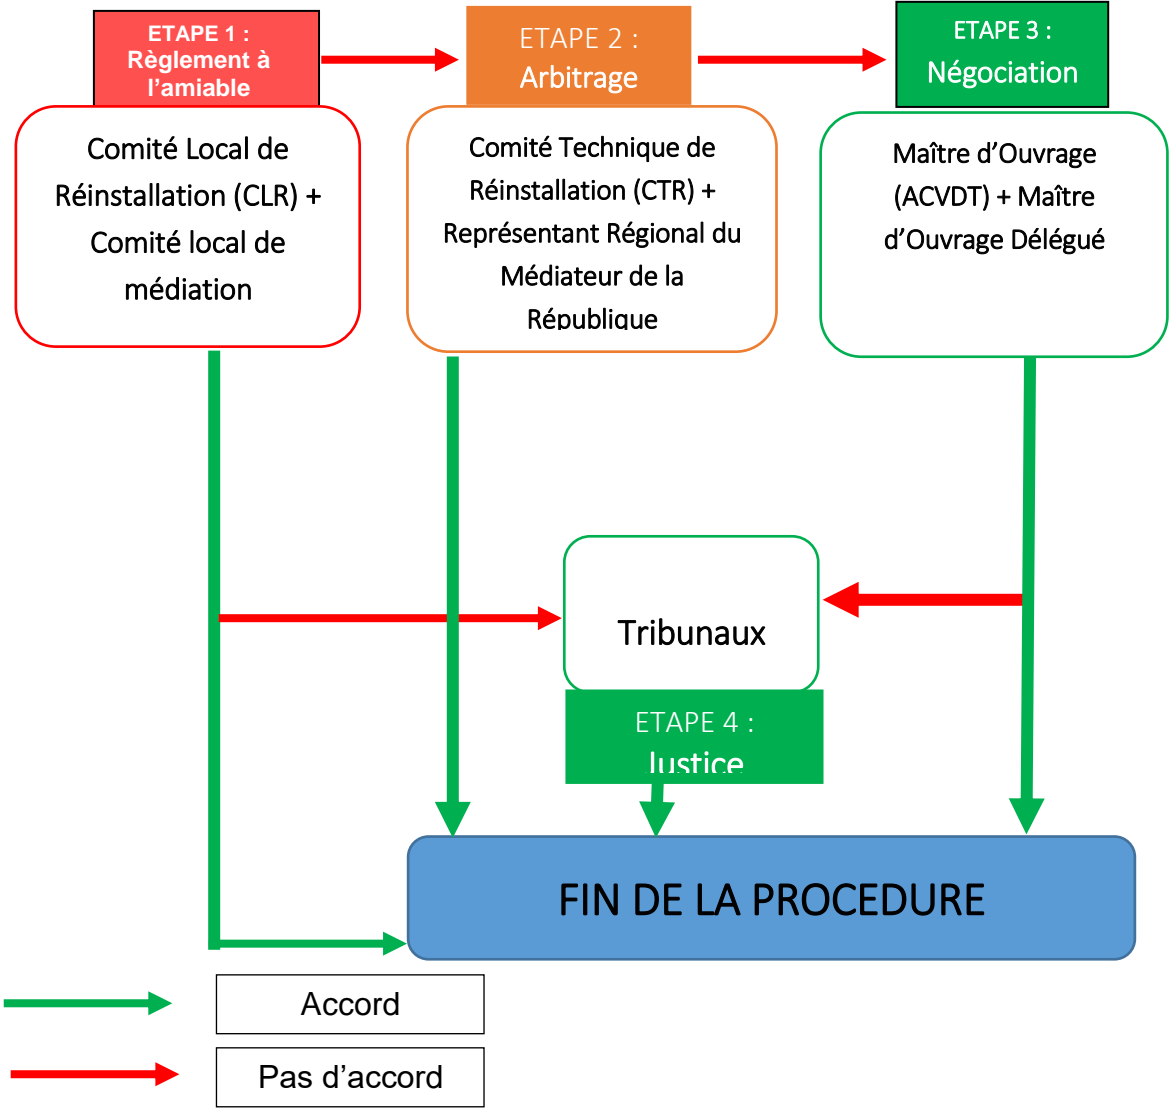 ETAPE 1 :
Règlement à
l'amiable
Comité Local de
Réinstallation (CLR) +
Comité local de
médiation
ETAPE 2 :
Arbitrage
Comité Technique de
Réinstallation (CTR) +
Représentant Régional du
Médiateur de la
République
ETAPE 3 :
Négociation
Maître d'Ouvrage
(ACVDT) + Maître
d'Ouvrage Délégué
Tribunaux
ETAPE 4 :
Justice
FIN DE LA PROCEDURE
Accord
Pas d'accord